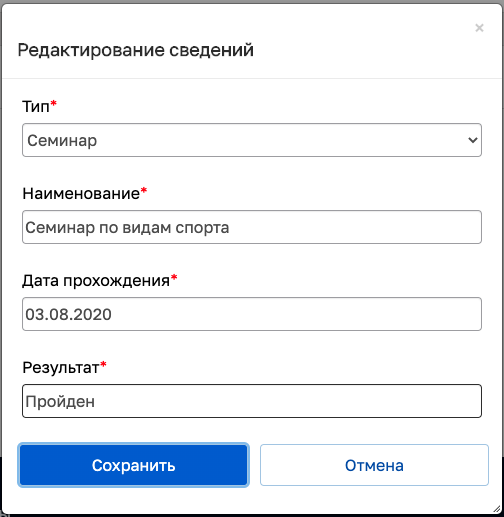 ×
Редактирование сведений
Тип*
Семинар
Наименование*
Семинар по видам спорта
Дата прохождения*
03.08.2020
Результат*
Пройден
Сохранить
Отмена